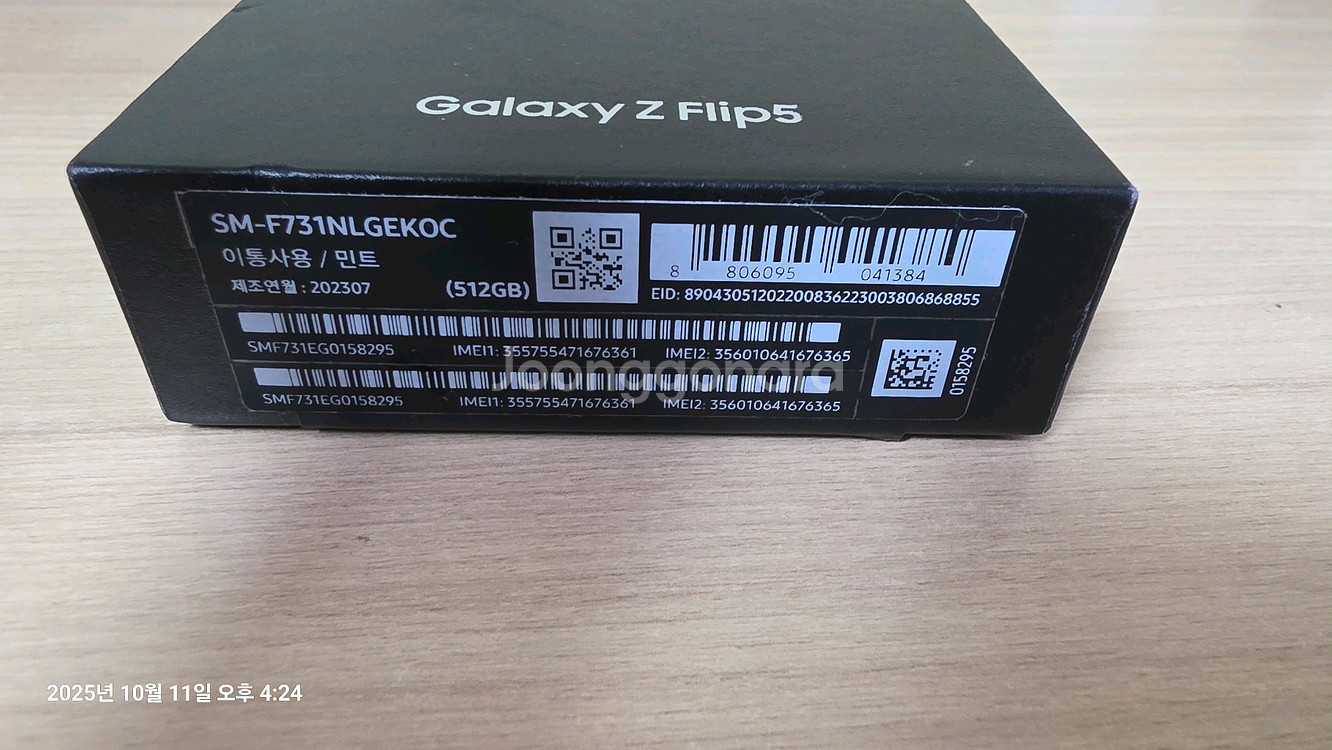 Galaxy Z Flip5
SM-F731NLGEKOC
이통사용 / 민트
제조연월 : 202307
(512GB)
8 806095 041384
EID: 89043051202200836223003806868855
SMF731EG0158295 IMEI1: 355755471676361 IMEI2: 356010641676365
SMF731EG0158295 IMEI1: 355755471676361 IMEI2: 356010641676365
0158295
Joonggonara
2025년 10월 11일 오후 4:24